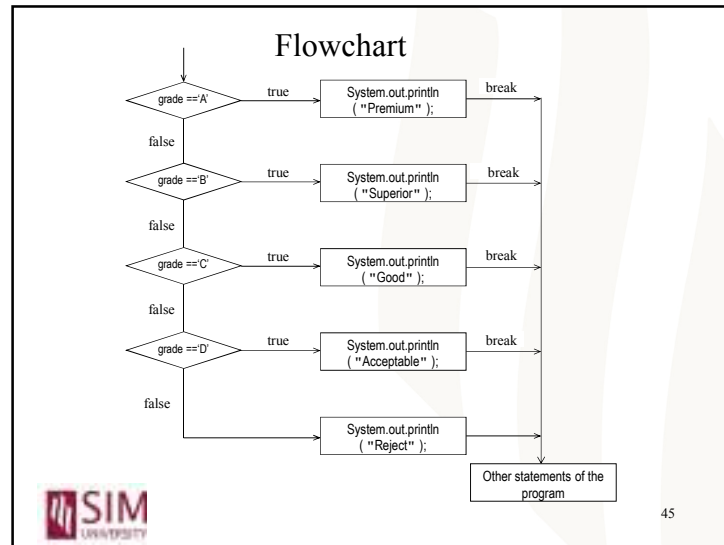 Flowchart
grade ==‘A’
true
System.out.println
( "Premium" );
break
false
grade ==‘B’
true
System.out.println
( "Superior" );
break
false
grade ==‘C’
true
System.out.println
( "Good" );
break
false
grade ==‘D’
true
System.out.println
( "Acceptable" );
break
false
System.out.println
( "Reject" );
Other statements of the
program
SIM
UNIVERSITY
45